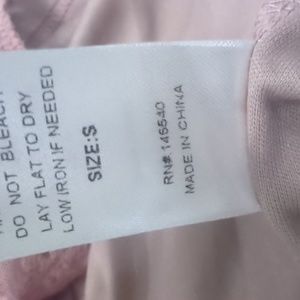 DO NOT BLEACH
LAY FLAT TO DRY
LOW IRON IF NEEDED
SIZE:S
RN# 145540
MADE IN CHINA